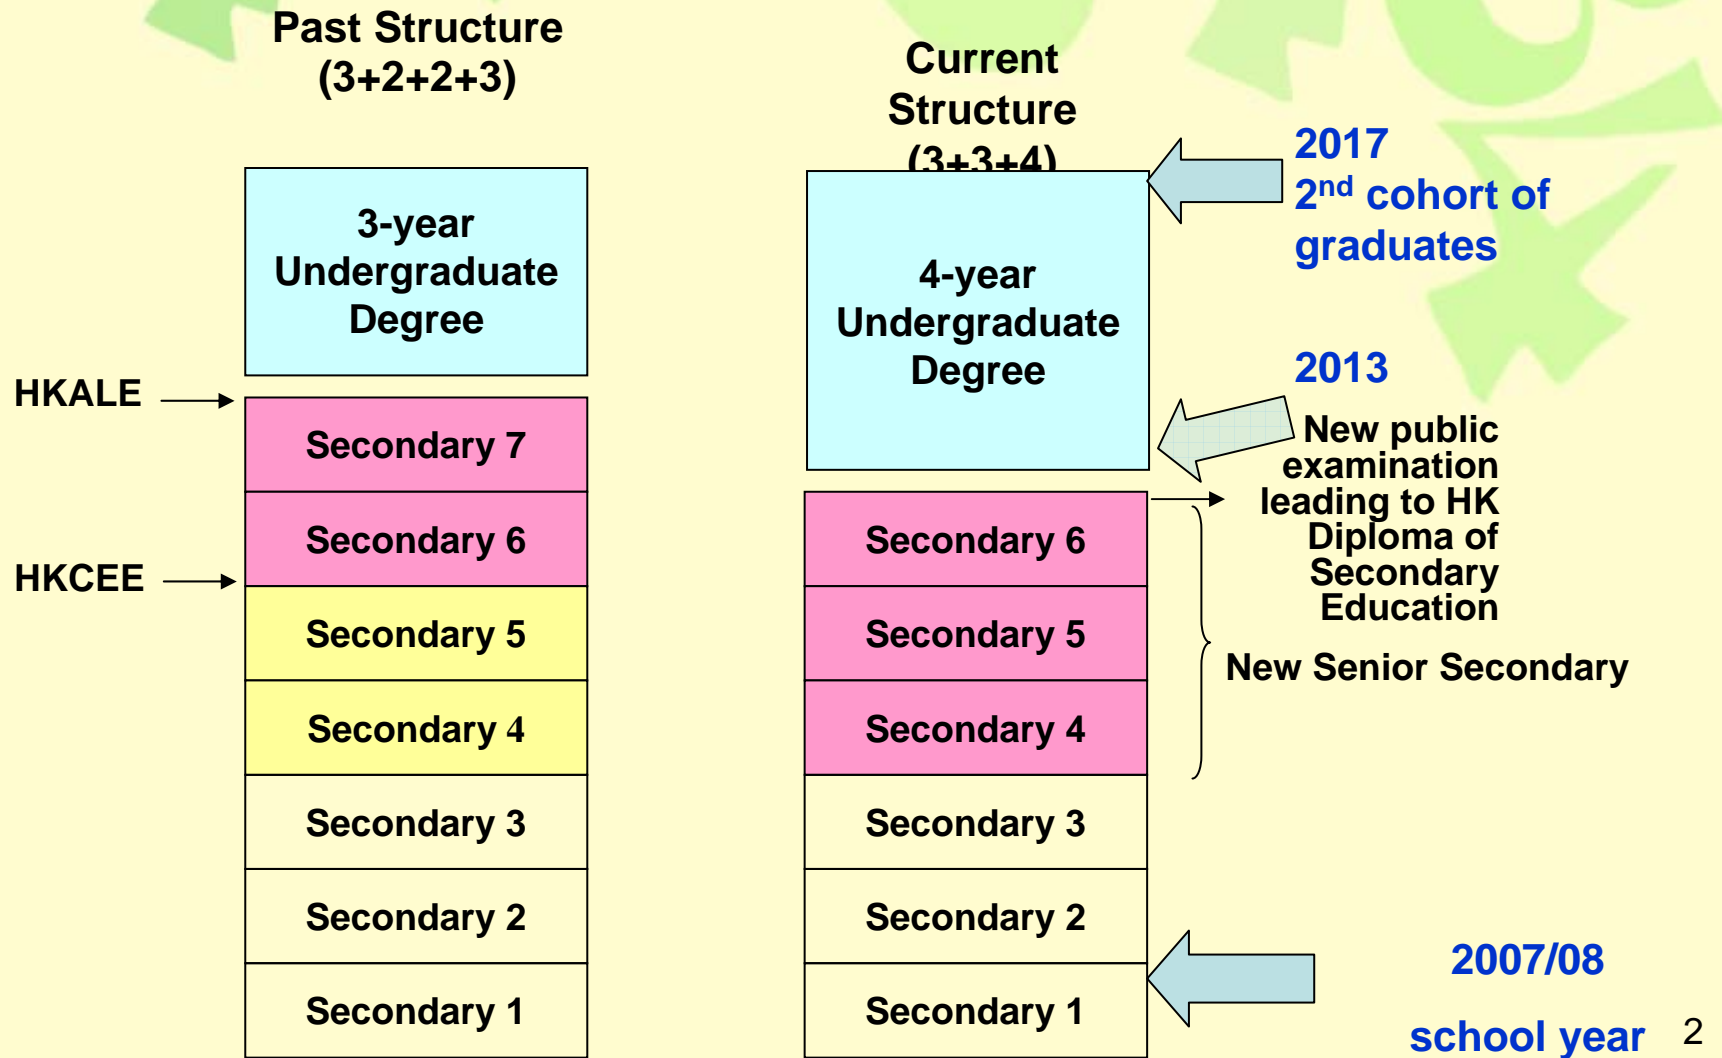 Past Structure
(3+2+2+3)
3-year
Undergraduate
Degree
HKALE
Secondary 7
Secondary 6
HKCEE
Secondary 5
Secondary 4
Secondary 3
Secondary 2
Secondary 1
Current
Structure
(3+3+4)
4-year
Undergraduate
Degree
Secondary 6
Secondary 5
Secondary 4
Secondary 3
Secondary 2
Secondary 1
2017
2nd cohort of
graduates
2013
New public
examination
leading to HK
Diploma of
Secondary
Education
New Senior Secondary
2007/08
school year
2